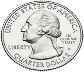 UNITED STATES OF AMERICA
LIBERTY
IN GOD WE TRUST
QUARTER DOLLAR